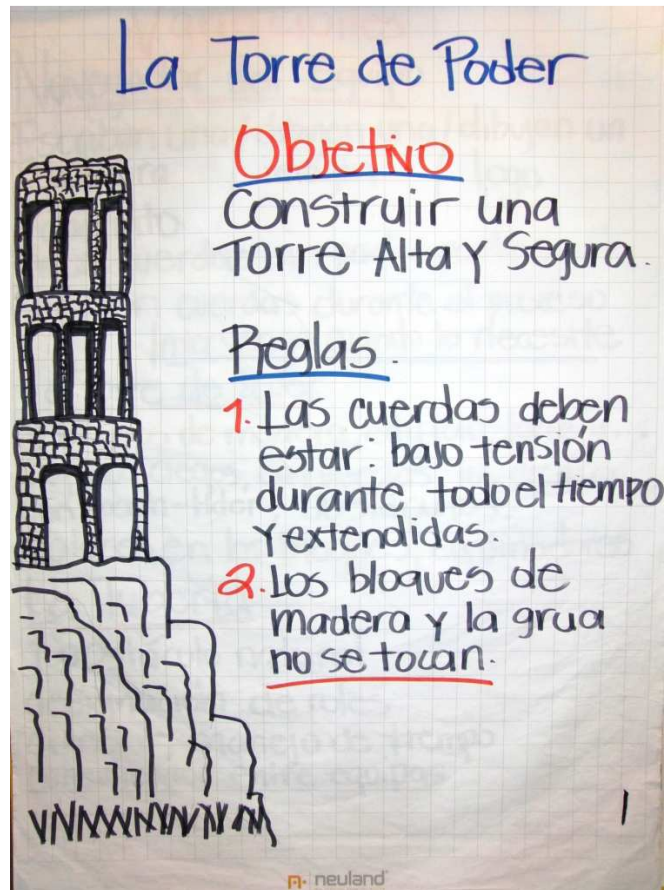 La Torre de Poder
Objetivo
Construir una
Torre Alta y Segura.
Reglas.
1. Las cuerdas deben
estar: bajo tensión
durante todo el tiempo
y extendidas.
2. Los bloques de
madera y la grua
no se tocan.
1
neuland